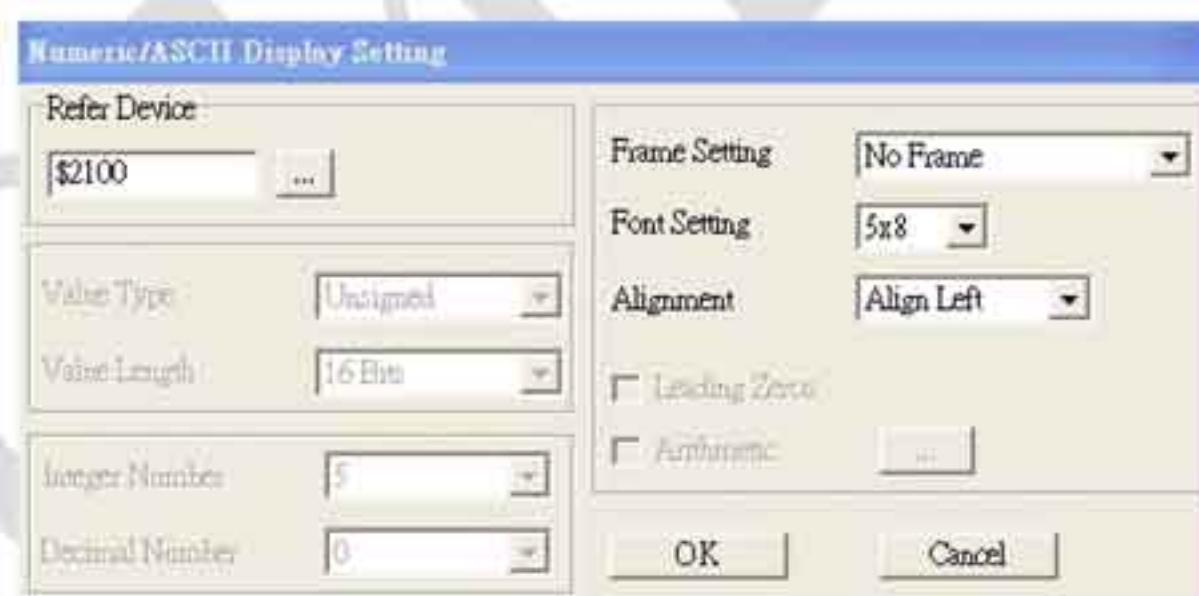 Numeric/ASCII Display Setting
Refer Device
$2100
...
Value Type
Unsigned
Value Length
16 Bits
Integer Number
5
Decimal Number
0
Frame Setting
No Frame
Font Setting
5x8
Alignment
Align Left
Leading Zeros
Arithmetic
...
OK
Cancel